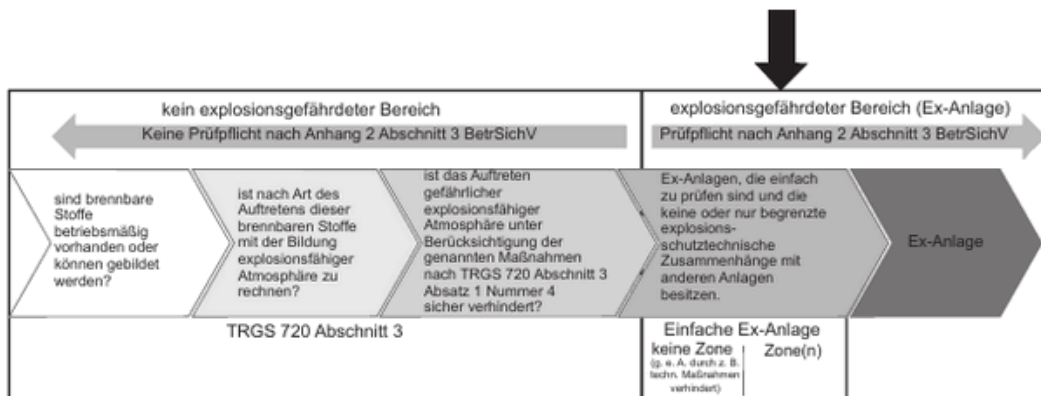 kein explosionsgefährdeter Bereich
explosionsgefährdeter Bereich (Ex-Anlage)
Keine Prüfpflicht nach Anhang 2 Abschnitt 3 BetrSichV
Prüfpflicht nach Anhang 2 Abschnitt 3 BetrSichV
sind brennbare
Stoffe
betriebsmäßig
vorhanden oder
können gebildet
werden?
ist nach Art des
Auftretens dieser
brennbaren Stoffe
mit der Bildung
explosionsfähiger
Atmosphäre zu
rechnen?
ist das Auftreten
gefährlicher
explosionsfähiger
Atmosphäre unter
Berücksichtigung der
genannten Maßnahmen
nach TRGS 720 Abschnitt 3
Absatz 1 Nummer 4
sicher verhindert?
Ex-Anlagen, die einfach
zu prüfen sind und die
keine oder nur begrenzte
explosions-
schutztechnische
Zusammenhänge mit
anderen Anlagen
besitzen.
Ex-Anlage
TRGS 720 Abschnitt 3
Einfache Ex-Anlage
keine Zone
(g. e. A. durch z. B.
techn. Maßnahmen
verhindert)
Zone(n)